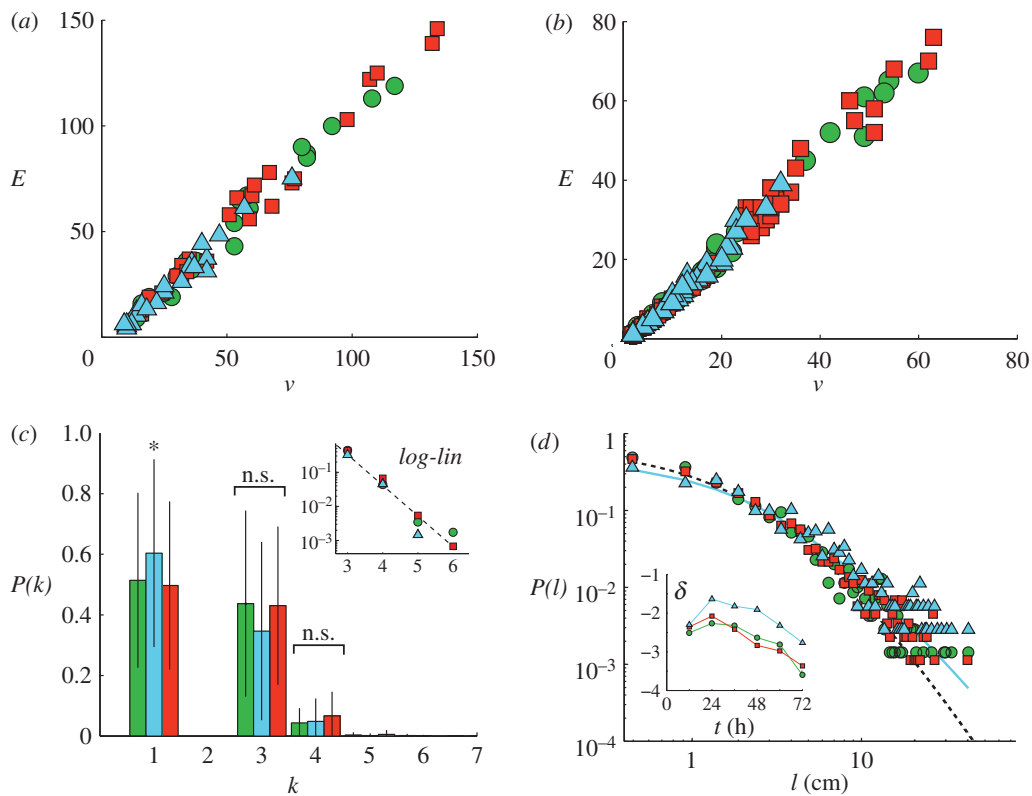 (a)
150
100
50
E
0
50
100
150
v
(b)
80
60
40
20
E
0
20
40
60
80
v
(c)
1.0
0.8
0.6
0.4
0.2
0
P(k)
*
n.s.
n.s.
log-lin
10⁻¹
10⁻²
10⁻³
3 4 5 6
1 2 3 4 5 6 7
k
(d)
1
10⁻¹
10⁻²
10⁻³
10⁻⁴
P(l)
δ
−1
−2
−3
−4
0 24 48 72
t (h)
1 10
l (cm)